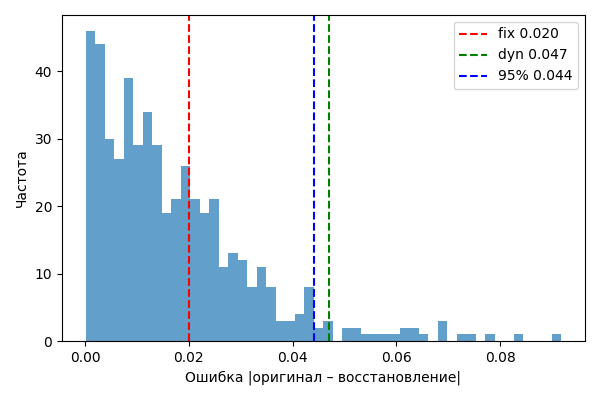 fix 0.020
dyn 0.047
95% 0.044
Частота
40
30
20
10
0
0.00 0.02 0.04 0.06 0.08
Ошибка |оригинал – восстановление|